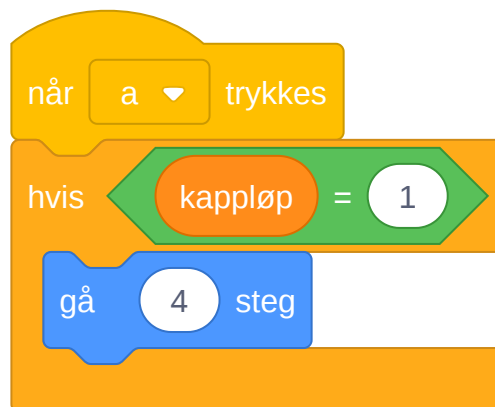 når a trykkes
hvis kappløp = 1
gå 4 steg